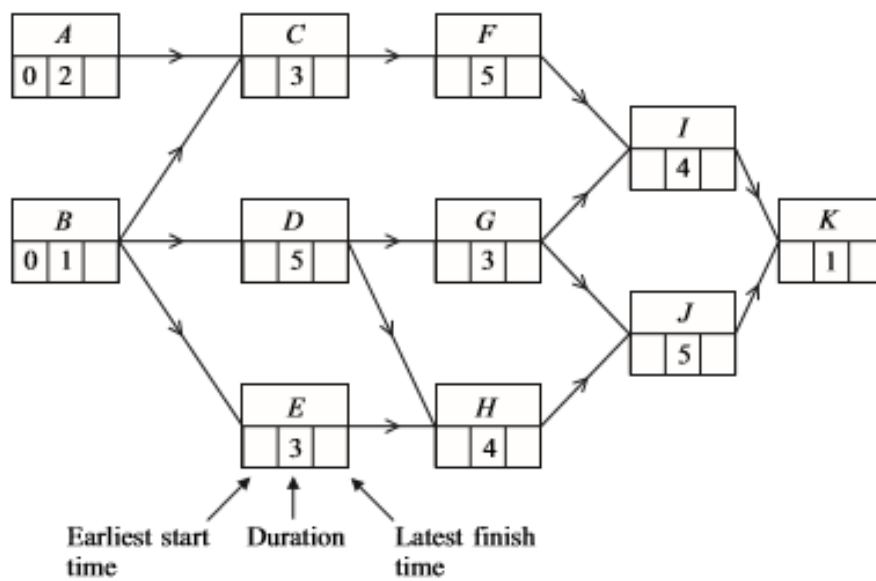 A C F
0 2 3 5
I
4
B D G K
0 1 5 3 1
J
5
E H
3 4
Earliest start Duration Latest finish
time time